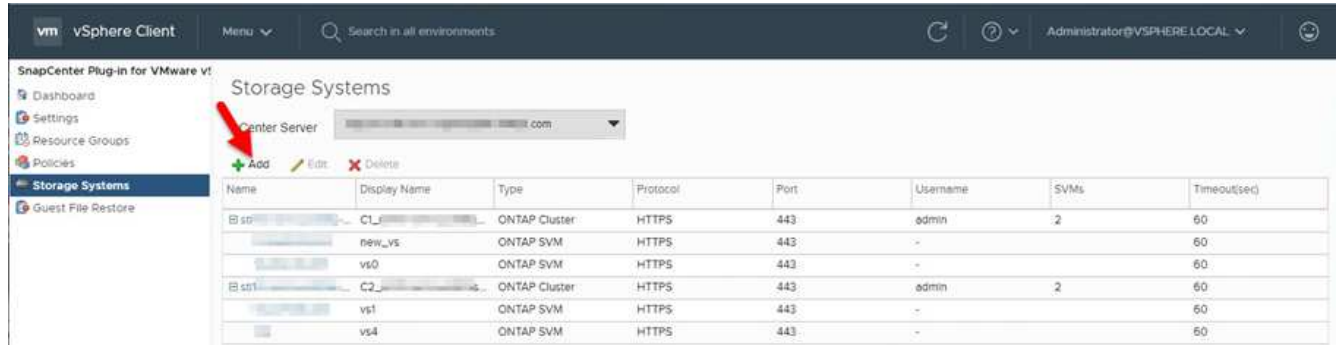 vm vSphere Client Menu Search in all environments Administrator@VSPHERE.LOCAL
SnapCenter Plug-in for VMware vS
Dashboard
Settings
Resource Groups
Policies
Storage Systems
Guest File Restore
Storage Systems
Center Server .com
Add Edit Delete
Name Display Name Type Protocol Port Username SVMs Timeout(sec)
C1_ ... ONTAP Cluster HTTPS 443 admin 2 60
new_vs ONTAP SVM HTTPS 443 - 60
vs0 ONTAP SVM HTTPS 443 - 60
C2_ ... ONTAP Cluster HTTPS 443 admin 2 60
vs1 ONTAP SVM HTTPS 443 - 60
vs4 ONTAP SVM HTTPS 443 - 60